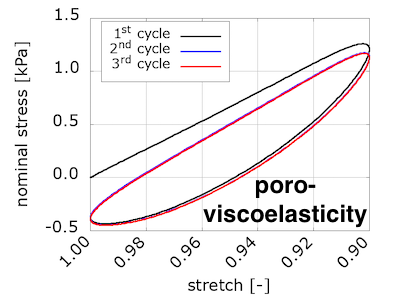 1.5
1.0
0.5
0.0
-0.5
nominal stress [kPa]
1st cycle
2nd cycle
3rd cycle
poro-
viscoelasticity
1.00
0.98
0.96
0.94
0.92
0.90
stretch [-]